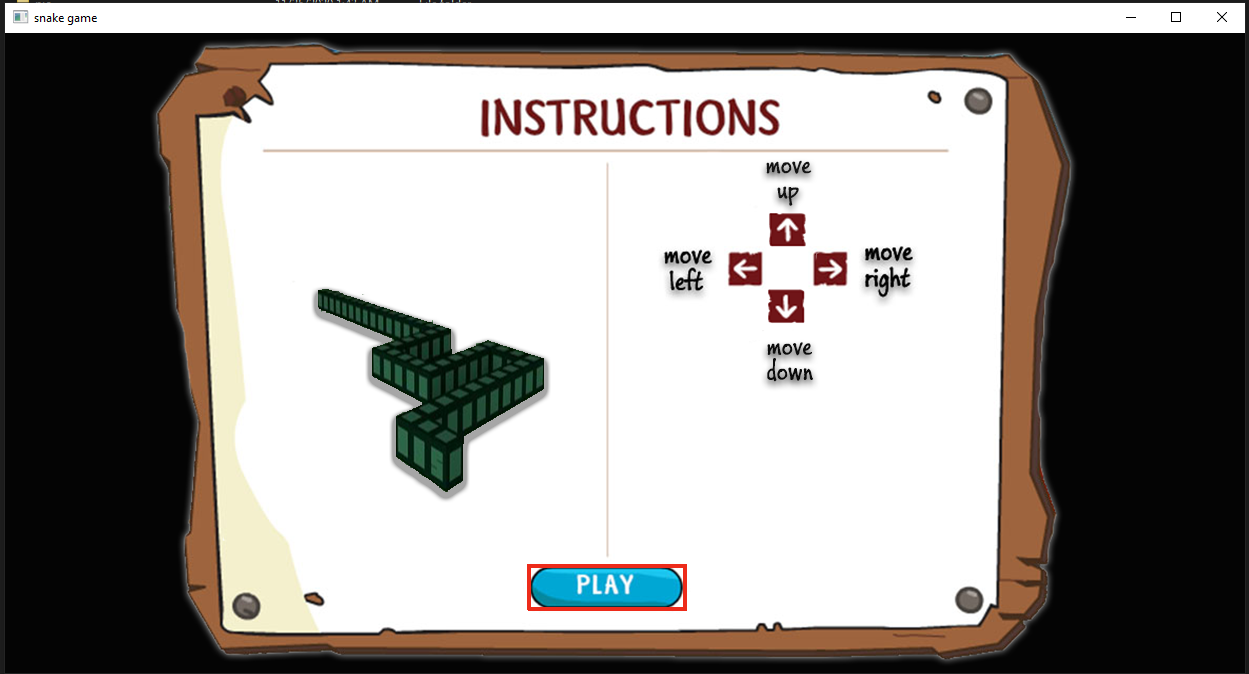 snake game
INSTRUCTIONS
move
up
move
left
move
right
move
down
PLAY